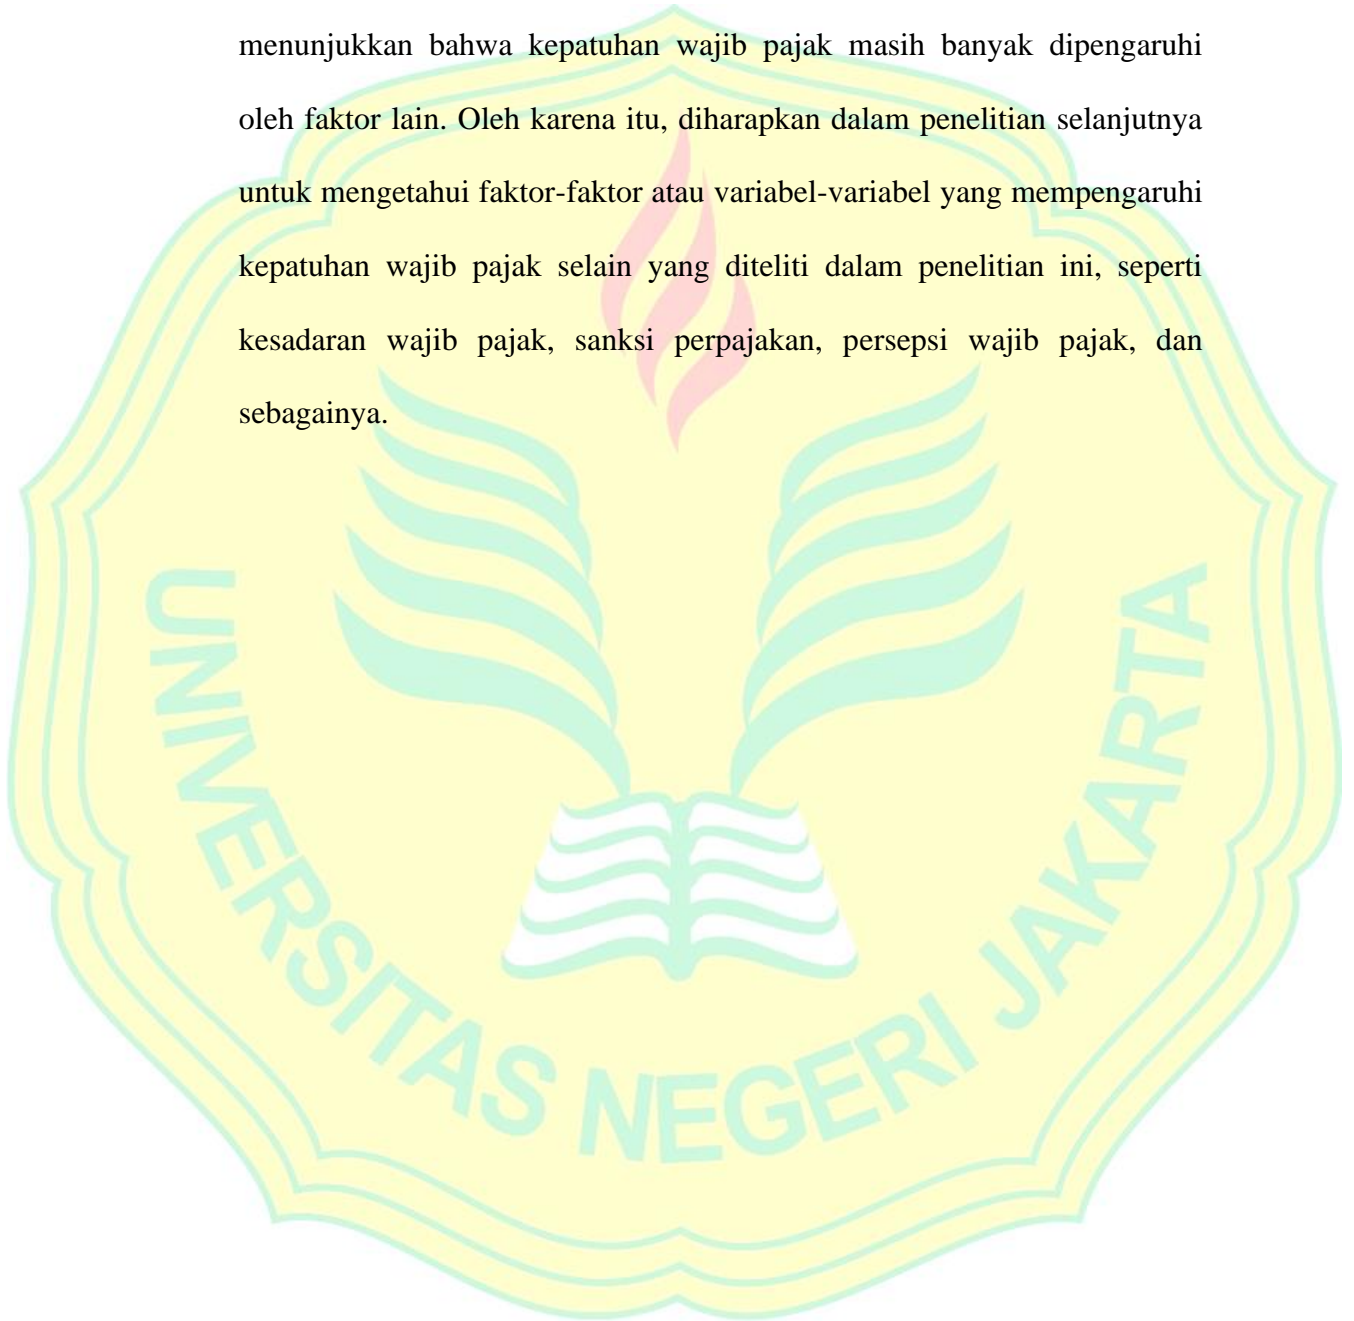 menunjukkan bahwa kepatuhan wajib pajak masih banyak dipengaruhi
oleh faktor lain. Oleh karena itu, diharapkan dalam penelitian selanjutnya
untuk mengetahui faktor-faktor atau variabel-variabel yang mempengaruhi
kepatuhan wajib pajak selain yang diteliti dalam penelitian ini, seperti
kesadaran wajib pajak, sanksi perpajakan, persepsi wajib pajak, dan
sebagainya.
UNIVERSITAS NEGERI JAKARTA